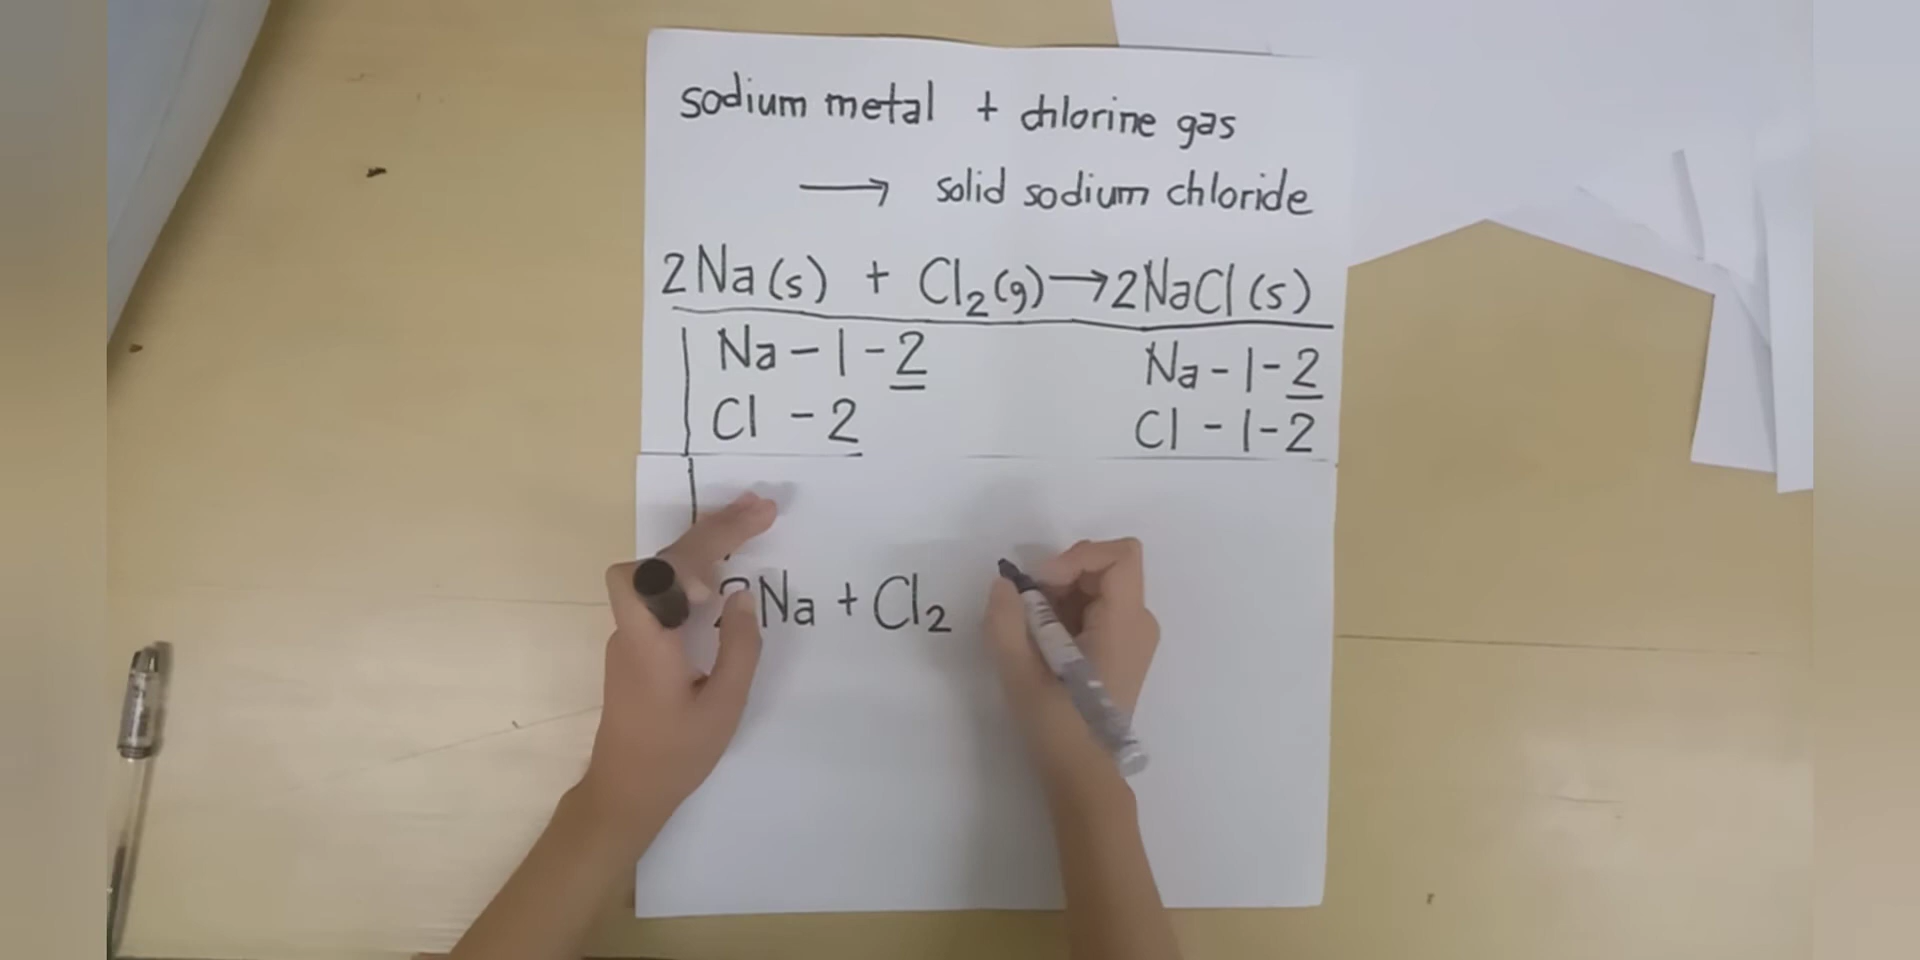 sodium metal + chlorine gas
→ solid sodium chloride
2Na(s) + Cl₂(g)→2NaCl(s)
Na-1-2 Na-1-2
Cl-2 Cl-1-2
2Na + Cl₂